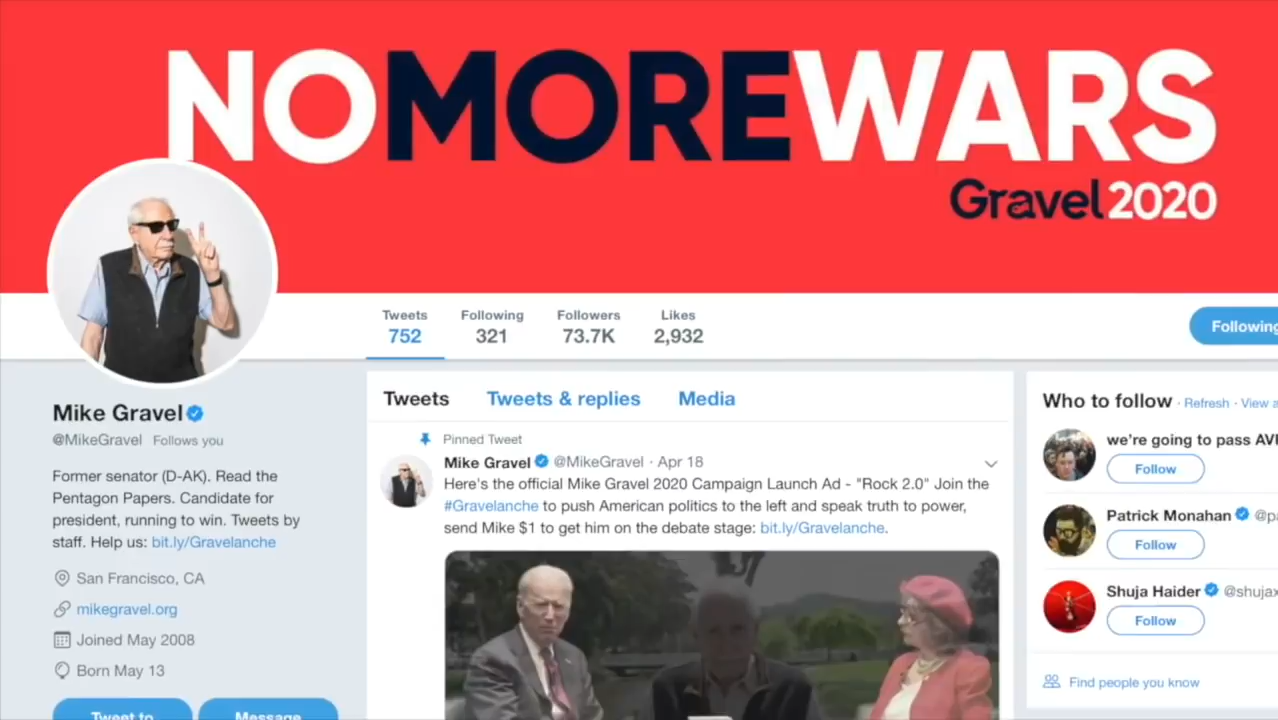 NOMOREWARS
Gravel2020
Tweets
752
Following
321
Followers
73.7K
Likes
2,932
Following
Mike Gravel
@MikeGravel Follows you
Former senator (D-AK). Read the
Pentagon Papers. Candidate for
president, running to win. Tweets by
staff. Help us: bit.ly/Gravelanche
San Francisco, CA
mikegravel.org
Joined May 2008
Born May 13
Tweet to
Message
Tweets Tweets & replies Media
Pinned Tweet
Mike Gravel @MikeGravel · Apr 18
Here's the official Mike Gravel 2020 Campaign Launch Ad - "Rock 2.0" Join the
#Gravelanche to push American politics to the left and speak truth to power,
send Mike $1 to get him on the debate stage: bit.ly/Gravelanche.
Who to follow · Refresh · View
we're going to pass
Follow
Patrick Monahan
Follow
Shuja Haider
Follow
Find people you know